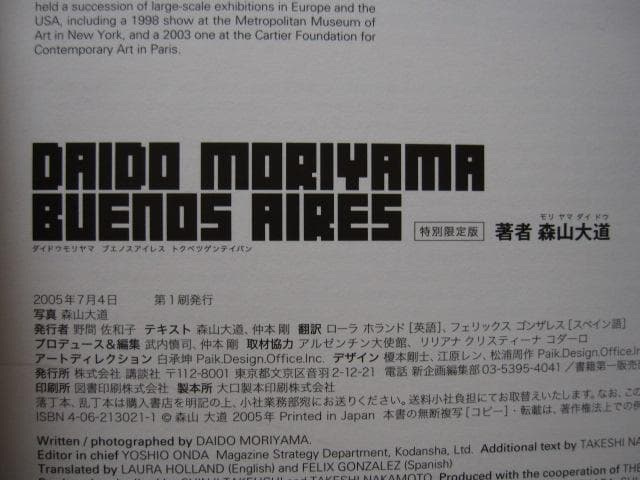 held a succession of large-scale exhibitions in Europe and the
USA, including a 1998 show at the Metropolitan Museum of
Art in New York, and a 2003 one at the Cartier Foundation for
Contemporary Art in Paris.
DAIDO MORIYAMA
BUENOS AIRES 特別限定版 著者 森山大道
モリ ヤマ ダイ ドウ
ダイドウモリヤマ ブエノスアイレス トクベツゲンテイバン
2005年7月4日 第1刷発行
写真 森山大道
発行者 野間 佐和子 テキスト 森山大道、仲本 剛 翻訳 ローラ ホランド [英語]、フェリックス ゴンザレス [スペイン語]
プロデュース&編集 武内慎司、仲本 剛 取材協力 アルゼンチン大使館、 リリアナ クリスティーナ コダーロ
アートディレクション 白承坤 Paik.Design.Office.Inc. デザイン 榎本剛士、江原レン、松浦周作 Paik.Design.Office.In
発行所 株式会社 講談社 〒112-8001 東京都文京区音羽2-12-21 電話 新企画編集部 03-5395-4041/書籍第一販売
印刷所 図書印刷株式会社 製本所 大口製本印刷株式会社
落丁本、乱丁本は購入書店を明記の上、小社業務部宛にお送りください。送料小社負担にてお取替えいたします。なお、この
ISBN 4-06-213021-1 © 森山 大道 2005年 Printed in Japan 本書の無断複写[コピー]・転載は、著作権法上での例
Written / photographed by DAIDO MORIYAMA.
Editor in chief YOSHIO ONDA Magazine Strategy Department, Kodansha, Ltd. Additional text by TAKESHI NA
Translated by LAURA HOLLAND (English) and FELIX GONZALEZ (Spanish)
TAKESHI NAKAMOTO. Produced with the cooperation of THE